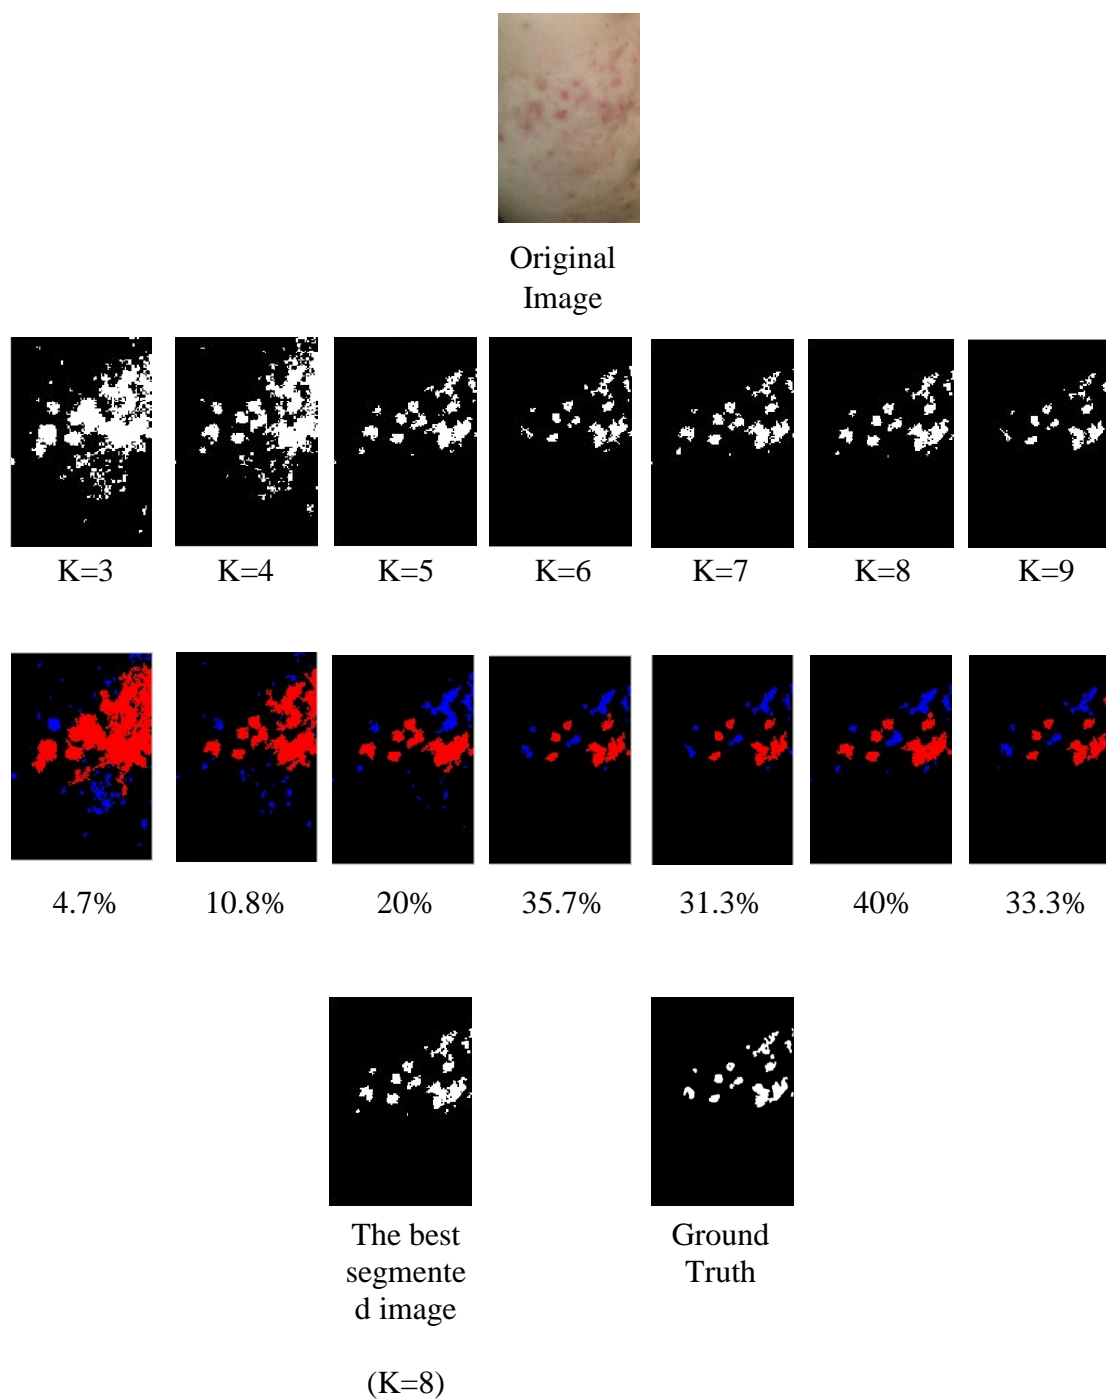 Original
Image
K=3 K=4 K=5 K=6 K=7 K=8 K=9
4.7% 10.8% 20% 35.7% 31.3% 40% 33.3%
The best
segmente
d image
(K=8)
Ground
Truth